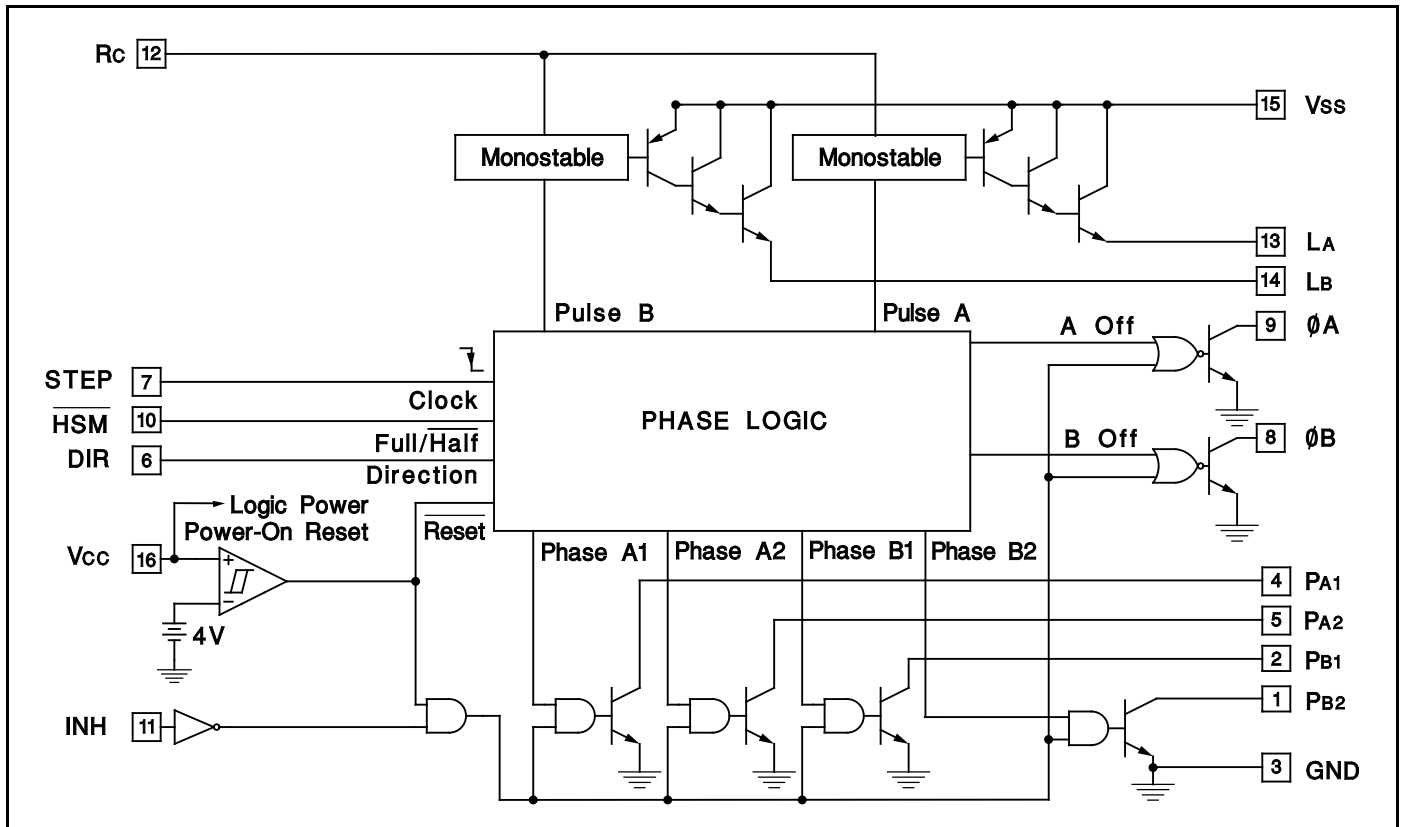 RC 12
15 VSS
Monostable
Monostable
13 LA
14 LB
Pulse B
Pulse A
A Off
9 ØA
STEP 7
Clock
HSM 10
PHASE LOGIC
Full/Half
B Off
8 ØB
DIR 6
Direction
Logic Power
Power-On Reset
Reset
VCC 16
+
−
4V
Phase A1
Phase A2
Phase B1
Phase B2
4 PA1
5 PA2
2 PB1
1 PB2
INH 11
3 GND